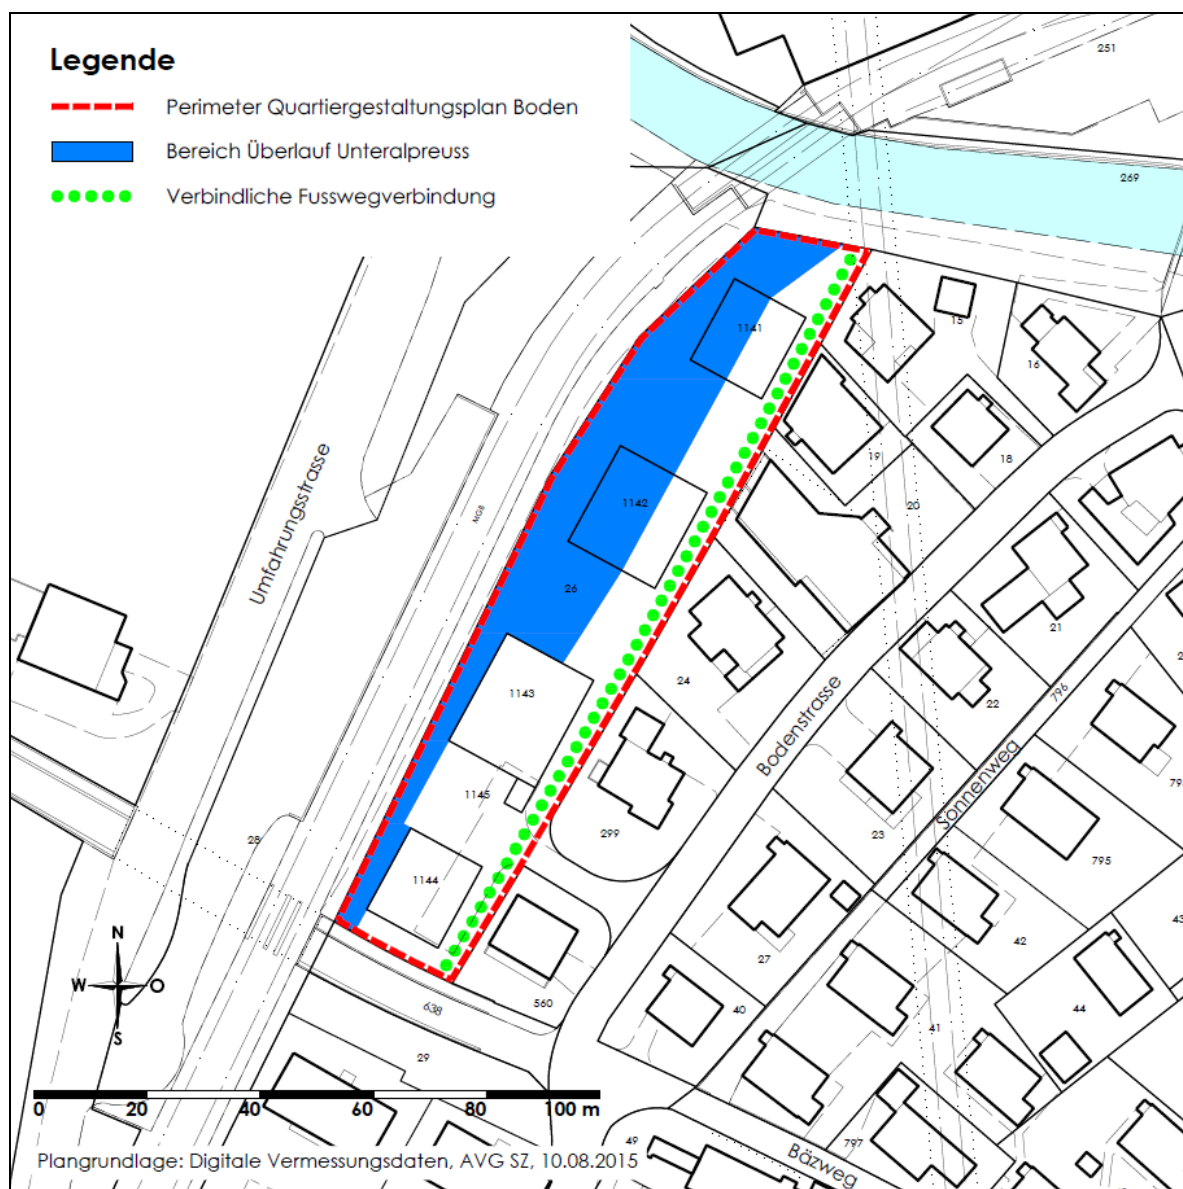 Legende
Perimeter Quartiergestaltungsplan Boden
Bereich Überlauf Unteralpreuss
Verbindliche Fusswegverbindung
251
269
1141
15
16
19
18
20
Umfahrungsstrasse
MGB
1142
26
21
24
22
796
1143
Bodenstrasse
Sonnenweg
1145
23
299
795
28
1144
27
42
43
N
W O
S
560
638
40
44
41
29
0 20 40 60 80 100 m
49
797
Bäzweg
Plangrundlage: Digitale Vermessungsdaten, AVG SZ, 10.08.2015